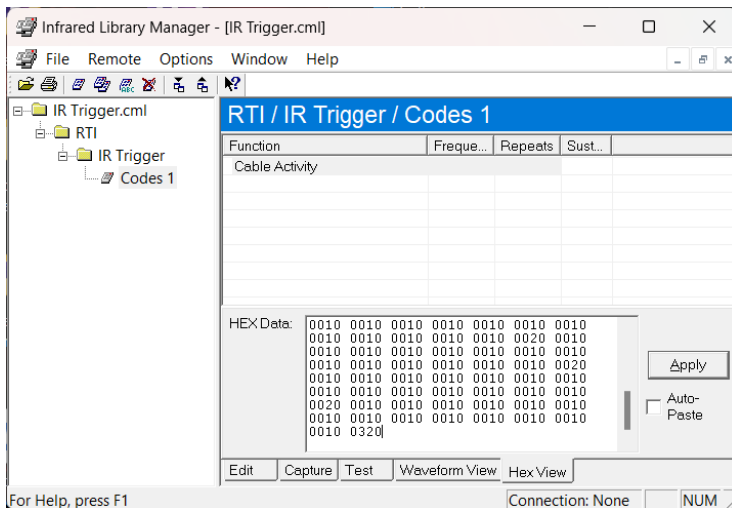 Infrared Library Manager - [IR Trigger.cml]
File Remote Options Window Help
IR Trigger.cml
RTI
IR Trigger
Codes 1
RTI / IR Trigger / Codes 1
Function Freque... Repeats Sust...
Cable Activity
HEX Data:
0010 0010 0010 0010 0010 0010 0010
0010 0010 0010 0010 0010 0020 0010
0010 0010 0010 0010 0010 0010 0010
0010 0010 0010 0010 0010 0010 0020
0010 0010 0010 0010 0010 0010 0010
0010 0010 0010 0010 0010 0010 0010
0020 0010 0010 0010 0010 0010 0010
0010 0010 0010 0010 0010 0010 0010
0010 0320
Apply
Auto-
Paste
Edit Capture Test Waveform View Hex View
For Help, press F1 Connection: None NUM